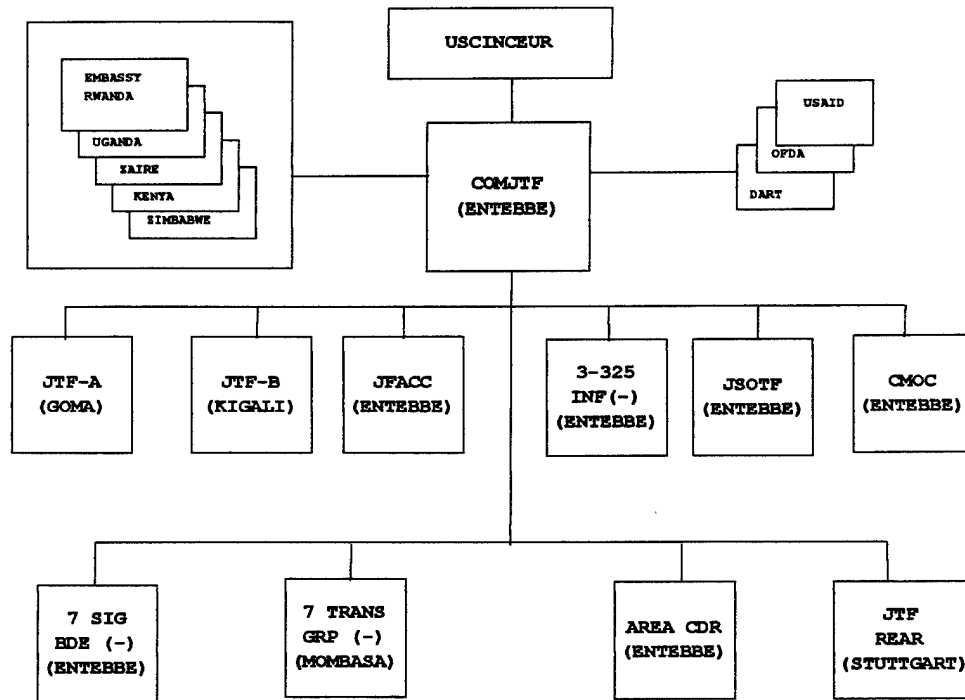 USCINCEUR
EMBASSY
RWANDA
UGANDA
ZAIRE
KENYA
ZIMBABWE
COMJTF
(ENTEBBE)
USAID
OFDA
DART
JTF-A
(GOMA)
JTF-B
(KIGALI)
JFACC
(ENTEBBE)
3-325
INF(-)
(ENTEBBE)
JSOTF
(ENTEBBE)
CMOC
(ENTEBBE)
7 SIG
BDE (-)
(ENTEBBE)
7 TRANS
GRP (-)
(MOMBASA)
AREA CDR
(ENTEBBE)
JTF
REAR
(STUTTGART)